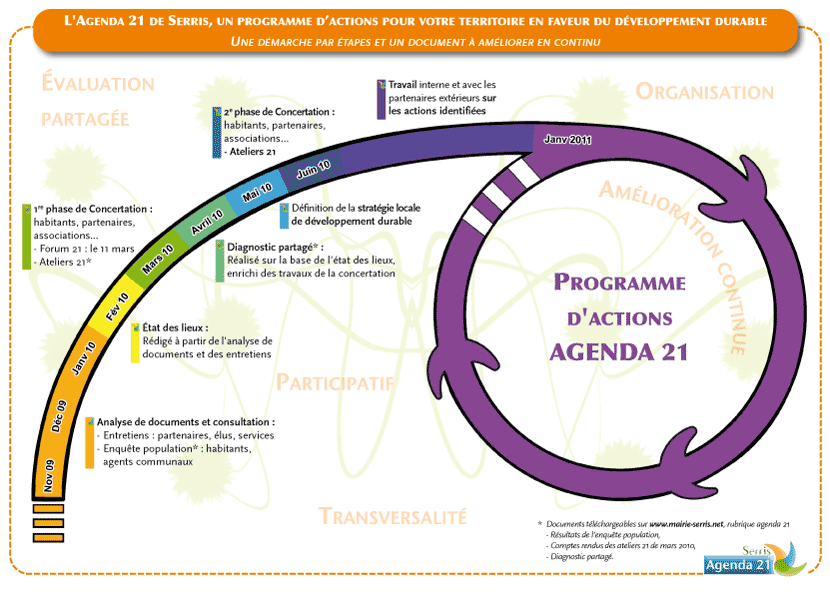 L'Agenda 21 de Serris, un programme d'actions pour votre territoire en faveur du développement durable
Une démarche par étapes et un document à améliorer en continu
Évaluation
partagée
Organisation
Travail interne et avec les
partenaires extérieurs sur
les actions identifiées
2e phase de Concertation :
habitants, partenaires,
associations...
- Ateliers 21
Janv 2011
Juin 10
Mai 10
Avril 10
Mars 10
Fév 10
Janv 10
Déc 09
Nov 09
1re phase de Concertation :
habitants, partenaires,
associations...
- Forum 21 : le 11 mars
- Ateliers 21*
Définition de la stratégie locale
de développement durable
Diagnostic partagé* :
Réalisé sur la base de l'état des lieux,
enrichi des travaux de la concertation
État des lieux :
Rédigé à partir de l'analyse de
documents et des entretiens
Analyse de documents et consultation :
- Entretiens : partenaires, élus, services
- Enquête population* : habitants,
agents communaux
Amélioration continue
Programme
d'actions
AGENDA 21
Participatif
Transversalité
* Documents téléchargeables sur www.mairie-serris.net, rubrique agenda 21
- Résultats de l'enquête population,
- Comptes rendus des ateliers 21 de mars 2010,
- Diagnostic partagé.
Serris
Agenda 21